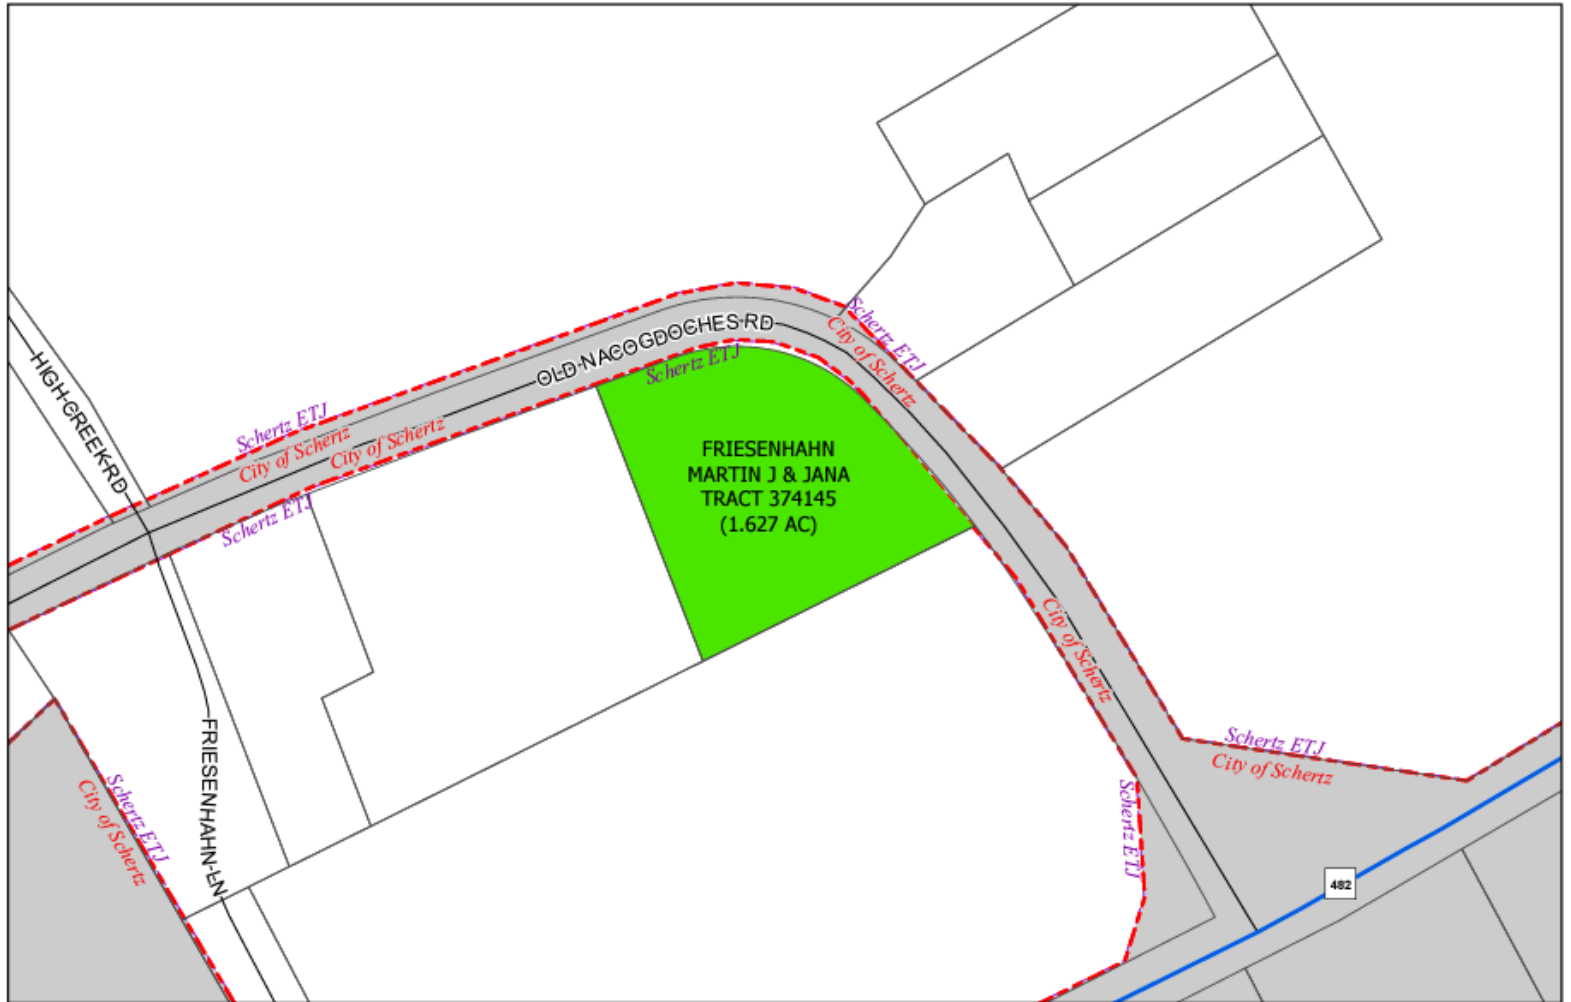 Schertz ETJ
City of Schertz
OLD NACOGDOCHES RD
Schertz ETJ
Schertz ETJ
City of Schertz
City of Schertz
Schertz ETJ
HIGH CREEK RD
FRIESENHAHN
MARTIN J & JANA
TRACT 374145
(1.627 AC)
City of Schertz
FRIESENHAHN LN
Schertz ETJ
City of Schertz
Schertz ETJ
City of Schertz
Schertz ETJ
482